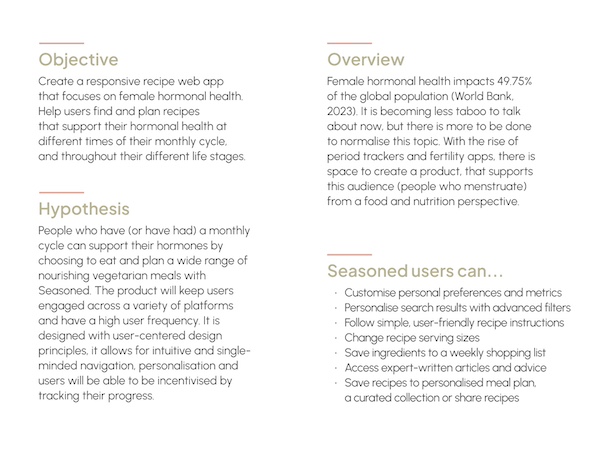 Objective
Create a responsive recipe web app
that focuses on female hormonal health.
Help users find and plan recipes
that support their hormonal health at
different times of their monthly cycle,
and throughout their different life stages.
Hypothesis
People who have (or have had) a monthly
cycle can support their hormones by
choosing to eat and plan a wide range of
nourishing vegetarian meals with
Seasoned. The product will keep users
engaged across a variety of platforms
and have a high user frequency. It is
designed with user-centered design
principles, it allows for intuitive and single-
minded navigation, personalisation and
users will be able to be incentivised by
tracking their progress.
Overview
Female hormonal health impacts 49.75%
of the global population (World Bank,
2023). It is becoming less taboo to talk
about now, but there is more to be done
to normalise this topic. With the rise of
period trackers and fertility apps, there is
space to create a product, that supports
this audience (people who menstruate)
from a food and nutrition perspective.
Seasoned users can...
· Customise personal preferences and metrics
· Personalise search results with advanced filters
· Follow simple, user-friendly recipe instructions
· Change recipe serving sizes
· Save ingredients to a weekly shopping list
· Access expert-written articles and advice
· Save recipes to personalised meal plan,
a curated collection or share recipes